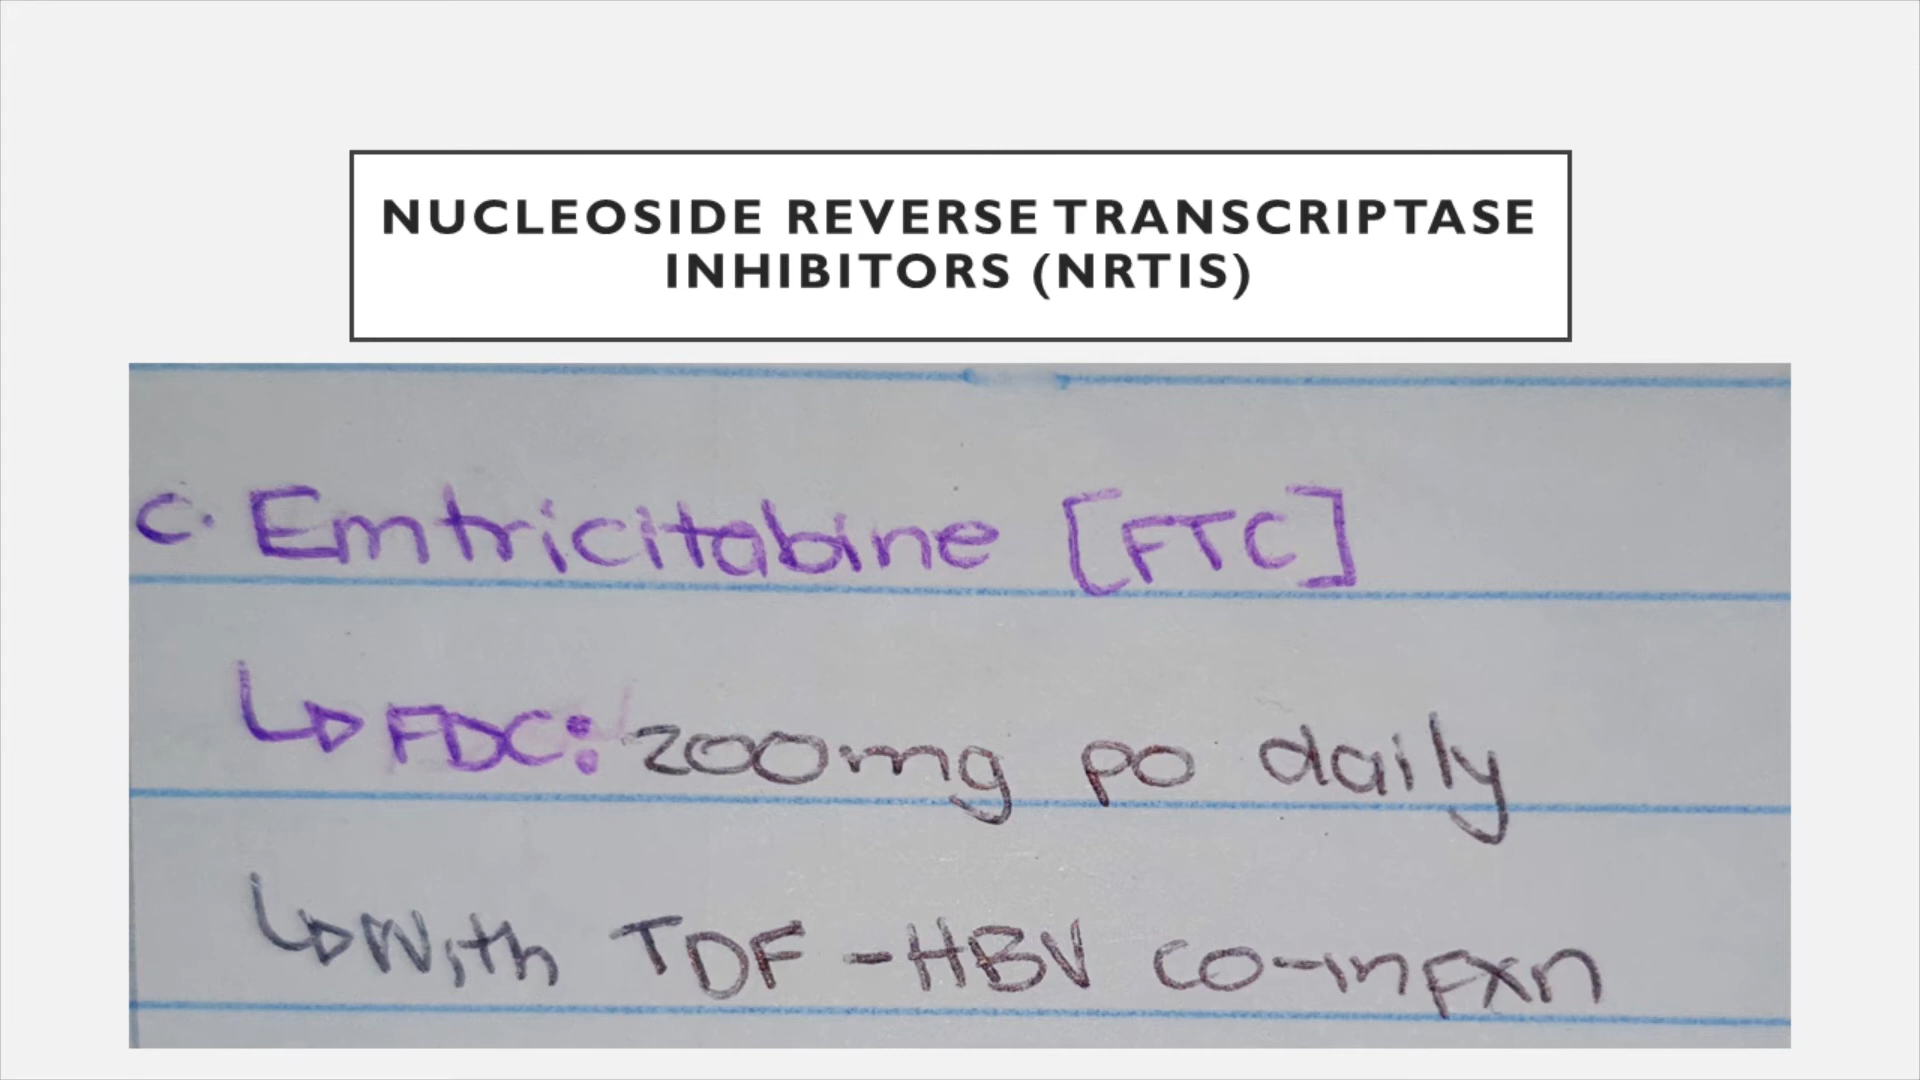 NUCLEOSIDE REVERSE TRANSCRIPTASE
INHIBITORS (NRTIS)
c. Emtricitabine [FTC]
↳ FDC: 200mg po daily
↳ With TDF - HBV co-infxn